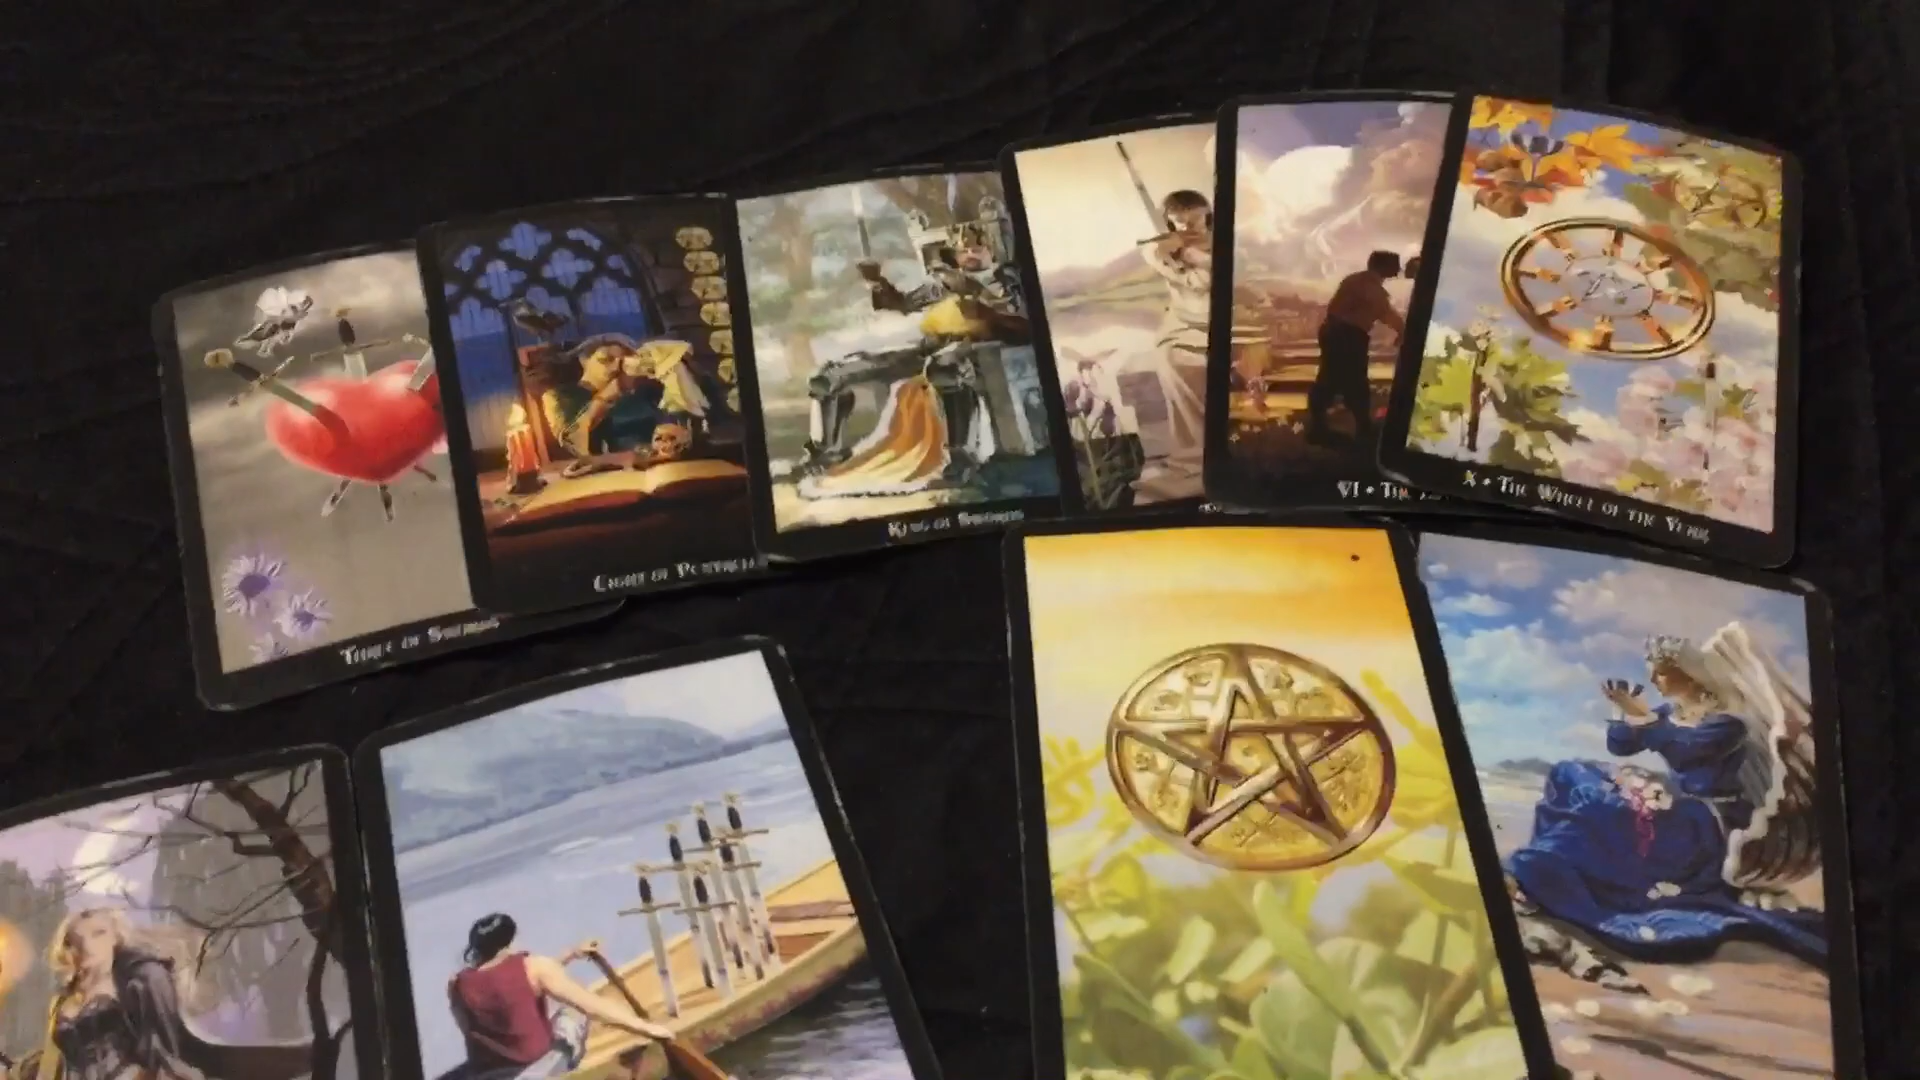 Three of Swords
Eight of Pentacles
King of Swords
VI • The
X • The Wheel of the Year